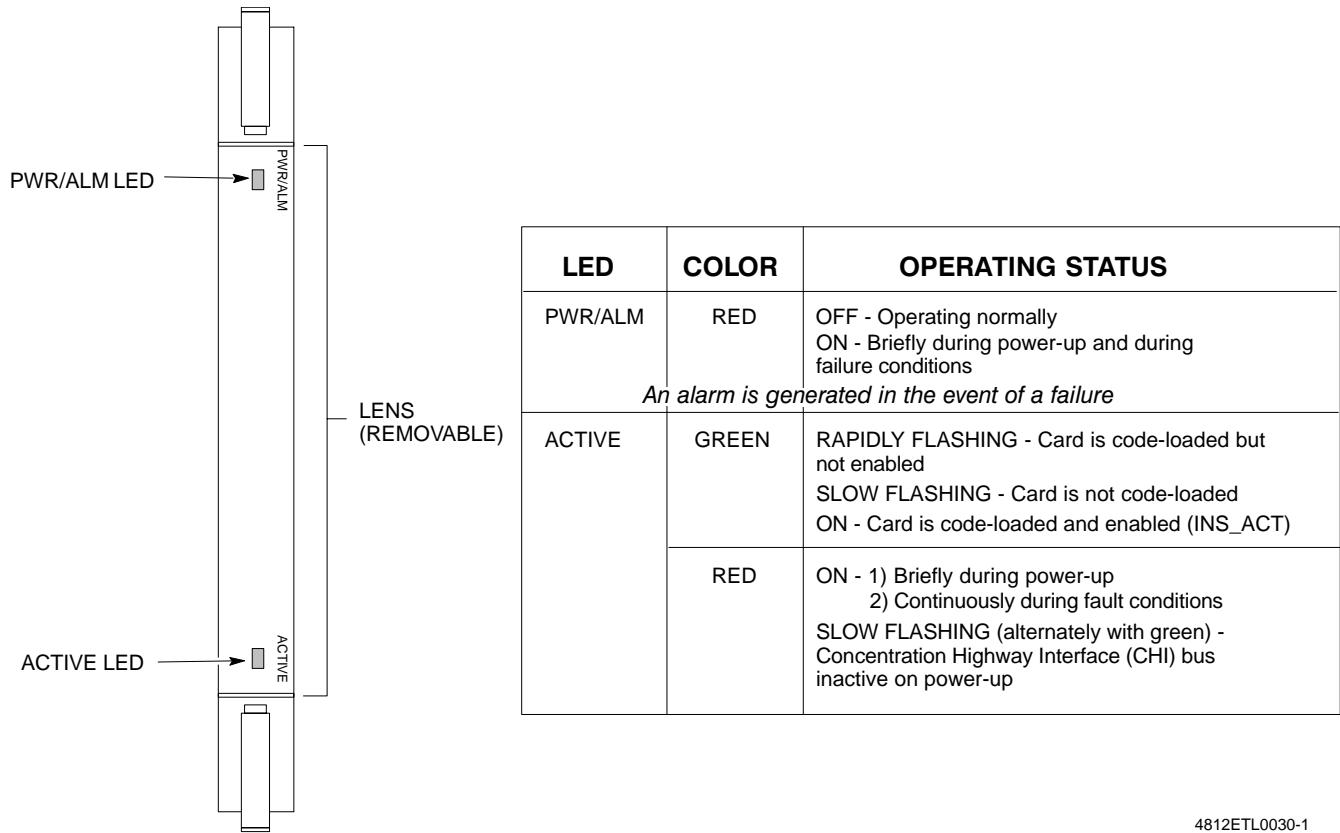 PWR/ALM LED
PWR/ALM
LENS
(REMOVABLE)
ACTIVE LED
ACTIVE
LED COLOR OPERATING STATUS
PWR/ALM RED OFF - Operating normally
ON - Briefly during power-up and during
failure conditions
An alarm is generated in the event of a failure
ACTIVE GREEN RAPIDLY FLASHING - Card is code-loaded but
not enabled
SLOW FLASHING - Card is not code-loaded
ON - Card is code-loaded and enabled (INS_ACT)
RED ON - 1) Briefly during power-up
2) Continuously during fault conditions
SLOW FLASHING (alternately with green) -
Concentration Highway Interface (CHI) bus
inactive on power-up
4812ETL0030-1